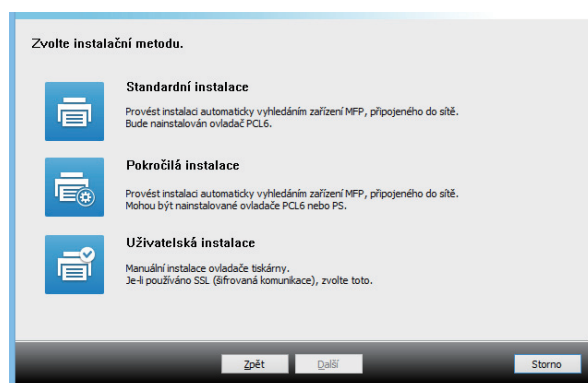 Zvolte instalační metodu.
Standardní instalace
Provést instalaci automaticky vyhledáním zařízení MFP, připojeného do sítě.
Bude nainstalován ovladač PCL6.
Pokročilá instalace
Provést instalaci automaticky vyhledáním zařízení MFP, připojeného do sítě.
Mohou být nainstalované ovladače PCL6 nebo PS.
Uživatelská instalace
Manuální instalace ovladače tiskárny.
Je-li používáno SSL (šifrovaná komunikace), zvolte toto.
Zpět Další Storno